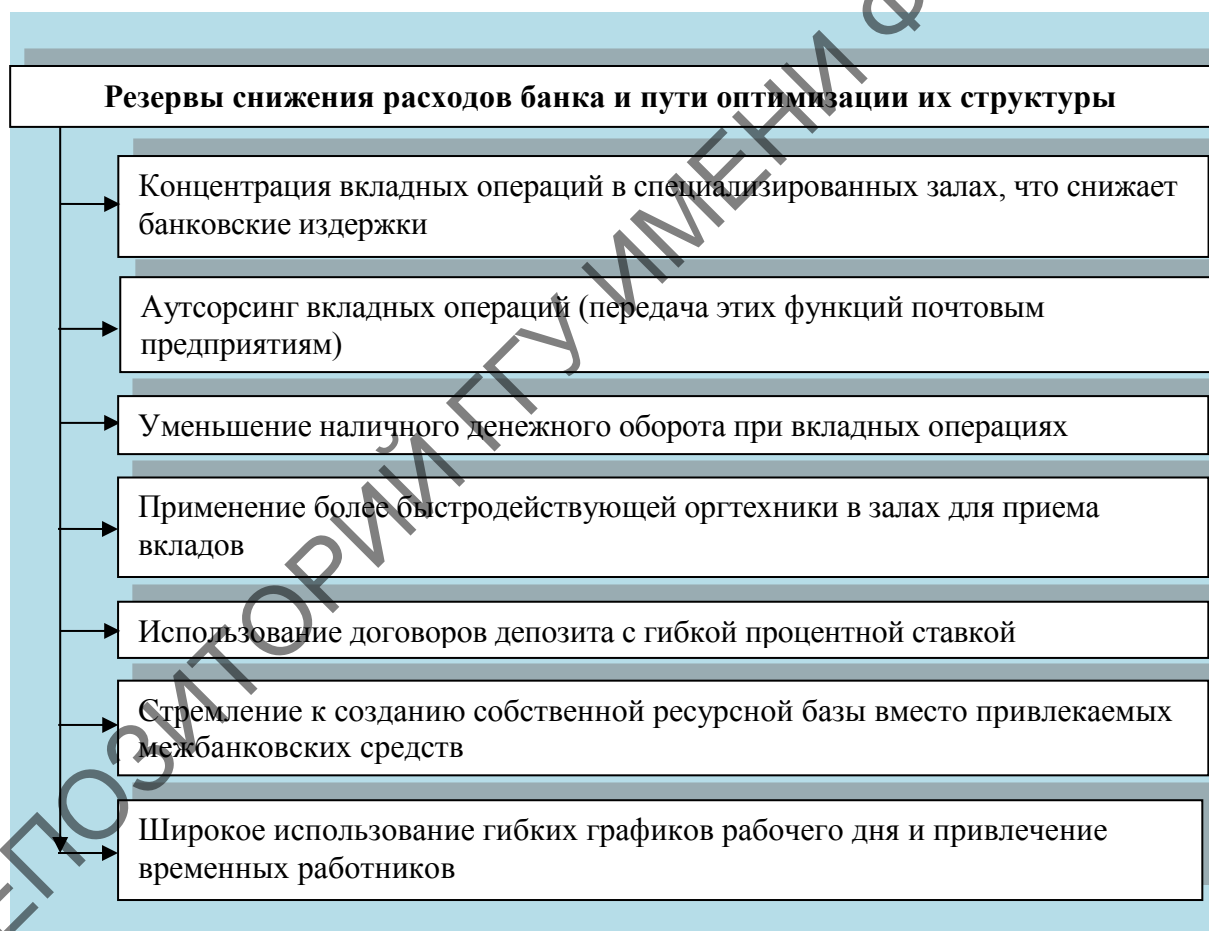 Резервы снижения расходов банка и пути оптимизации их структуры
Концентрация вкладных операций в специализированных залах, что снижает
банковские издержки
Аутсорсинг вкладных операций (передача этих функций почтовым
предприятиям)
Уменьшение наличного денежного оборота при вкладных операциях
Применение более быстродействующей оргтехники в залах для приема
вкладов
Использование договоров депозита с гибкой процентной ставкой
Стремление к созданию собственной ресурсной базы вместо привлекаемых
межбанковских средств
Широкое использование гибких графиков рабочего дня и привлечение
временных работников
ЕПОЗИТОРИЙ ГГУ ИМЕНИ Ф